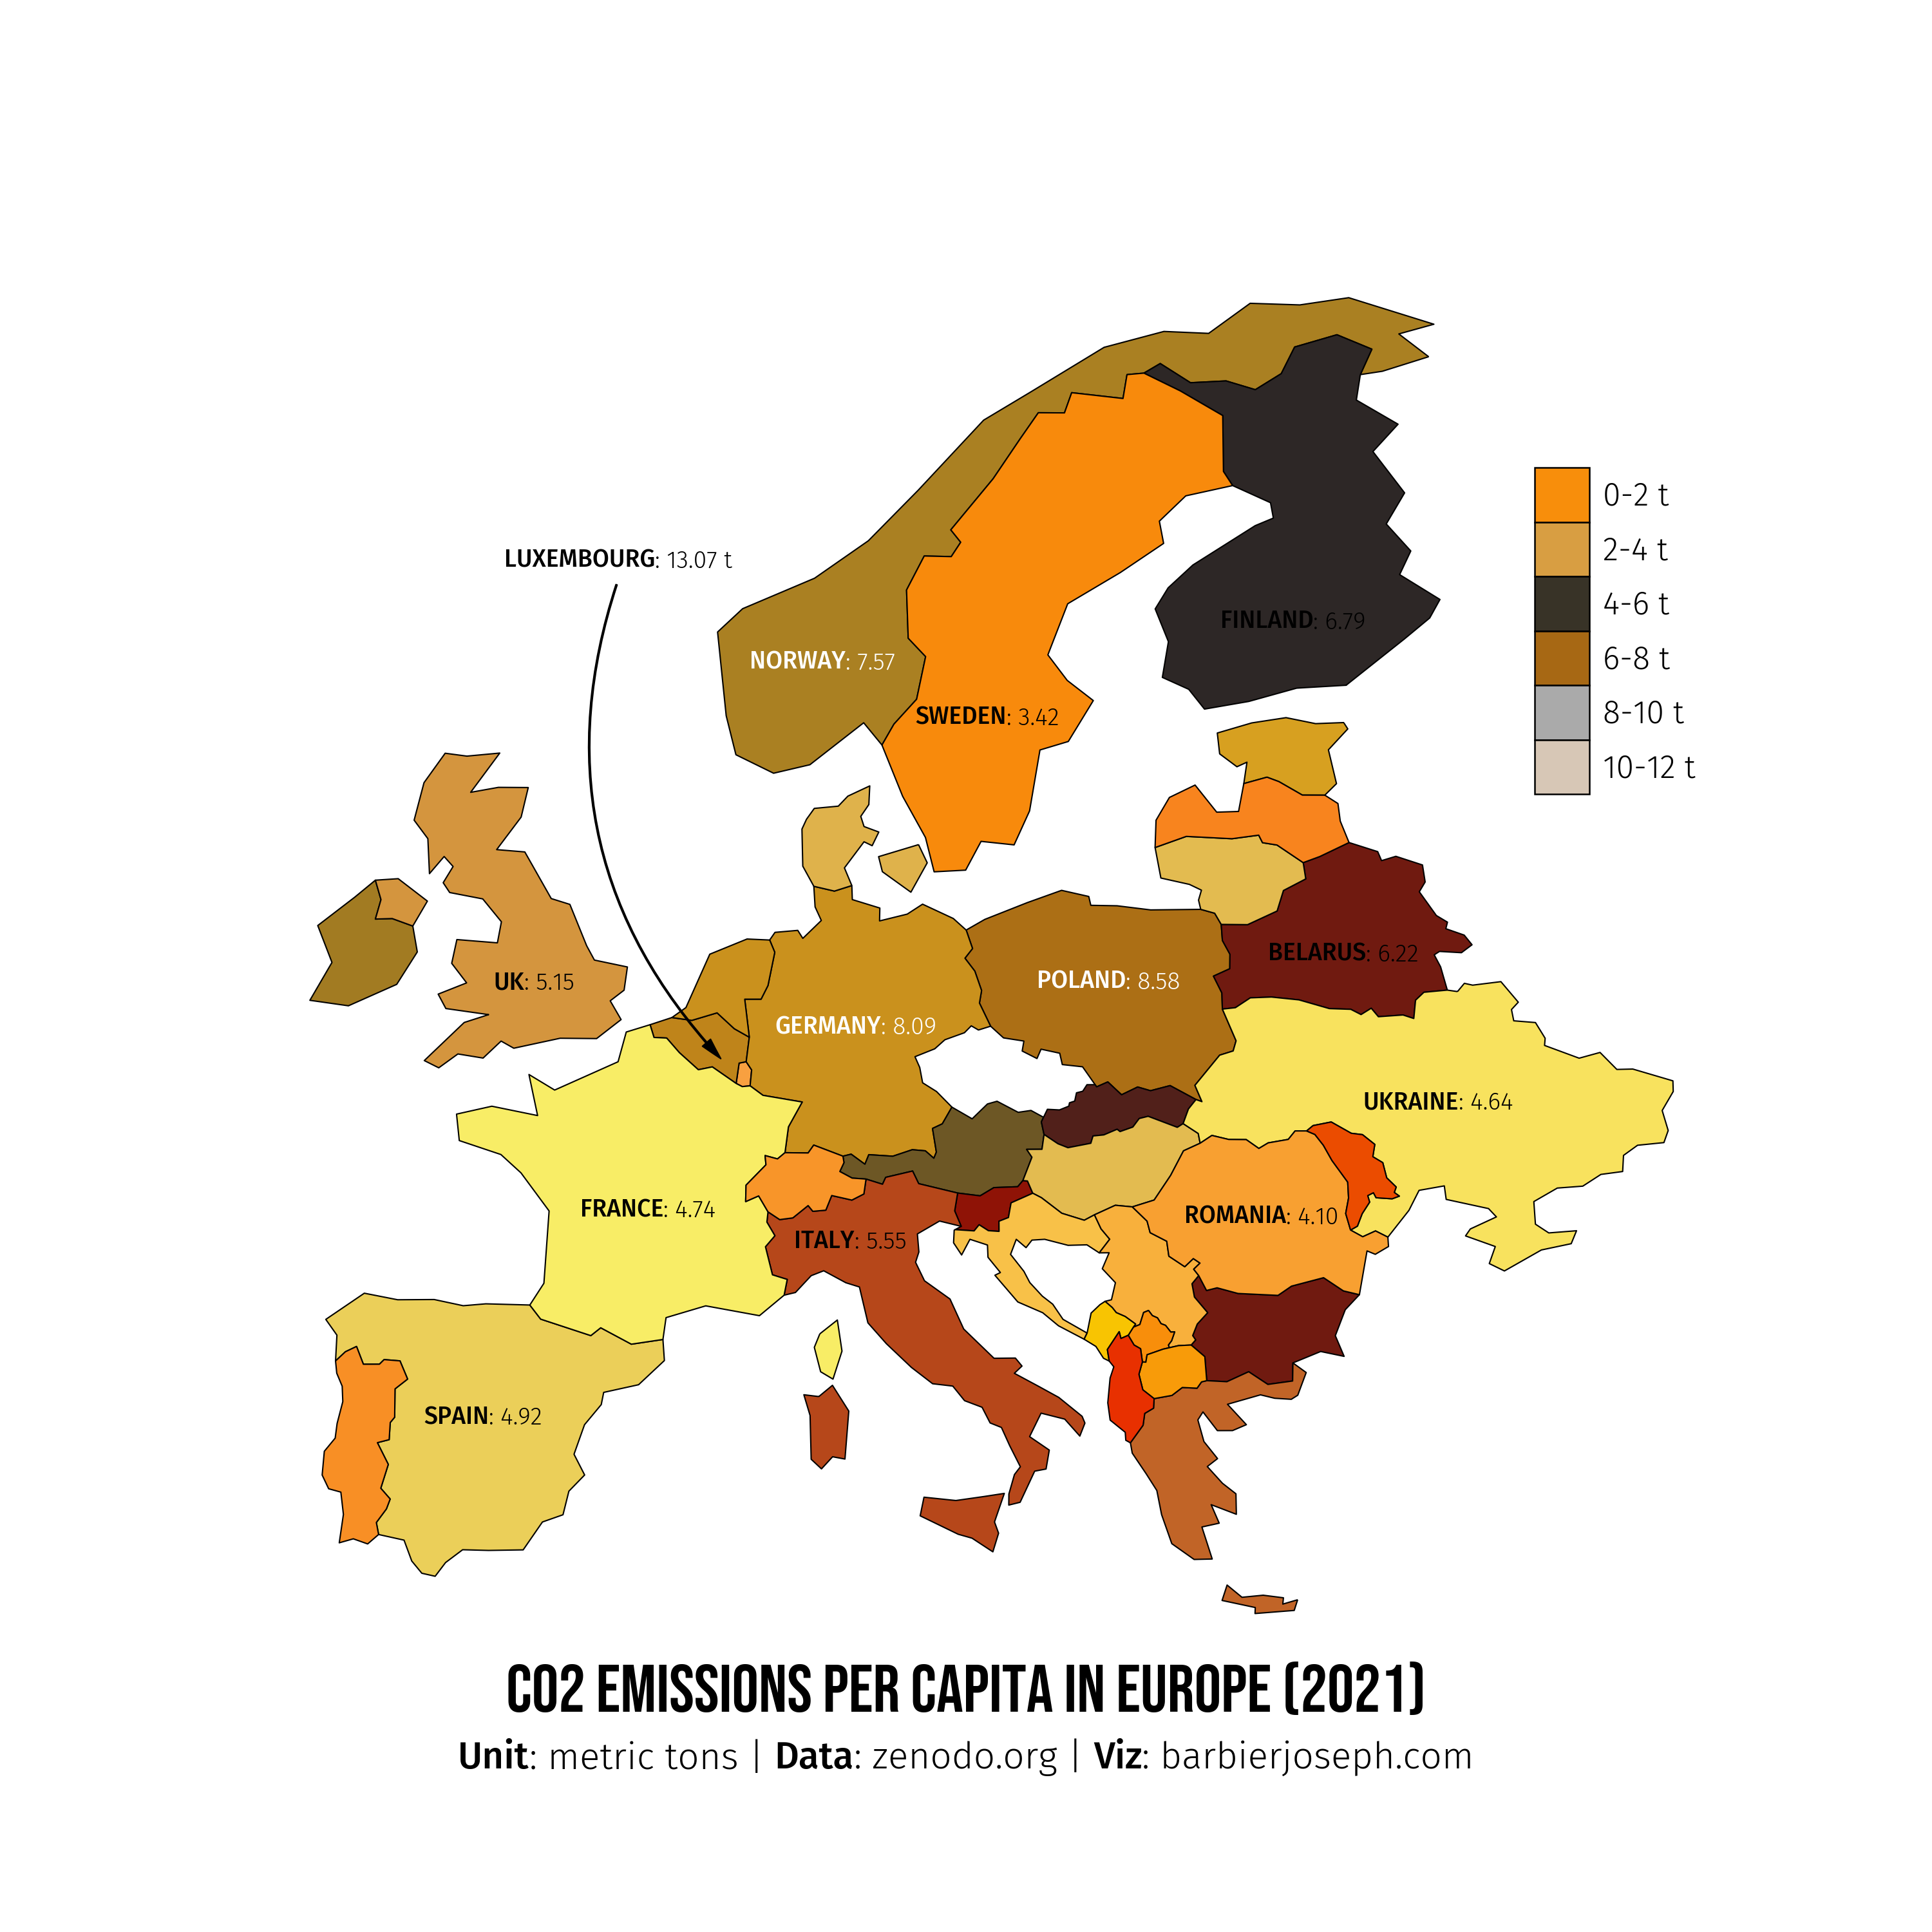 LUXEMBOURG: 13.07 t
NORWAY: 7.57
SWEDEN: 3.42
FINLAND: 6.79
0-2 t
2-4 t
4-6 t
6-8 t
8-10 t
10-12 t
UK: 5.15
GERMANY: 8.09
POLAND: 8.58
BELARUS: 6.22
UKRAINE: 4.64
FRANCE: 4.74
ITALY: 5.55
ROMANIA: 4.10
SPAIN: 4.92
CO2 EMISSIONS PER CAPITA IN EUROPE (2021)
Unit: metric tons | Data: zenodo.org | Viz: barbierjoseph.com